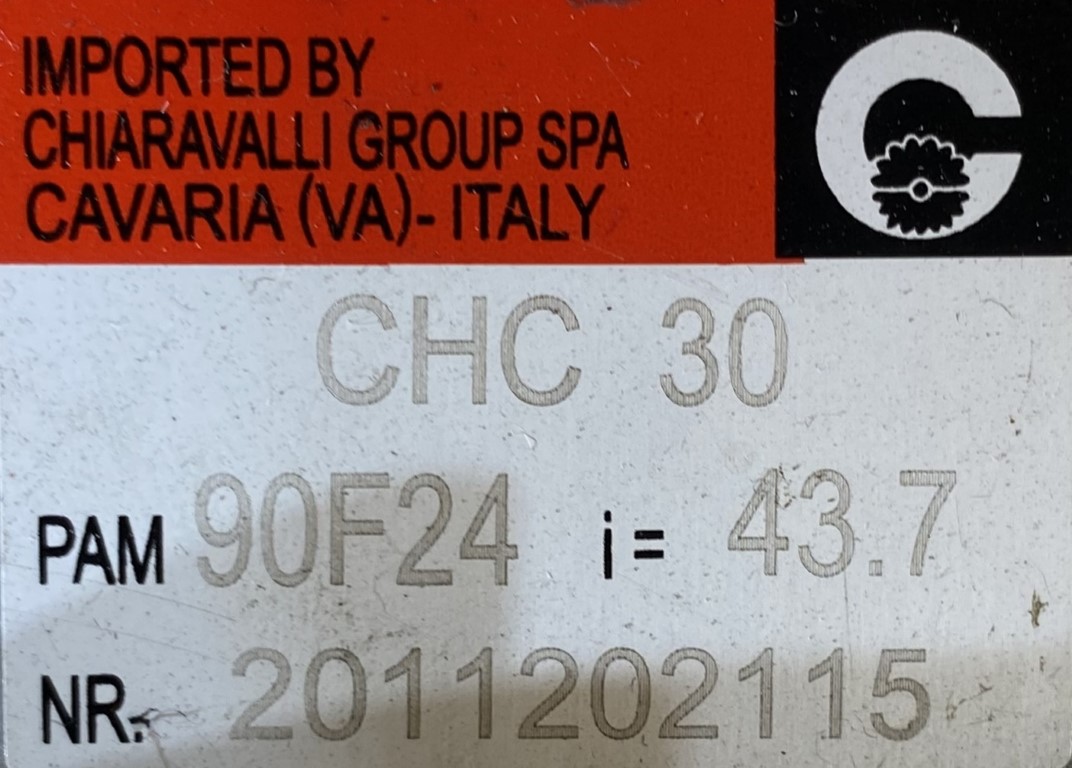 IMPORTED BY
CHIARAVALLI GROUP SPA
CAVARIA (VA)- ITALY
CHC 30
PAM 90F24 i = 43.7
NR. 2011202115